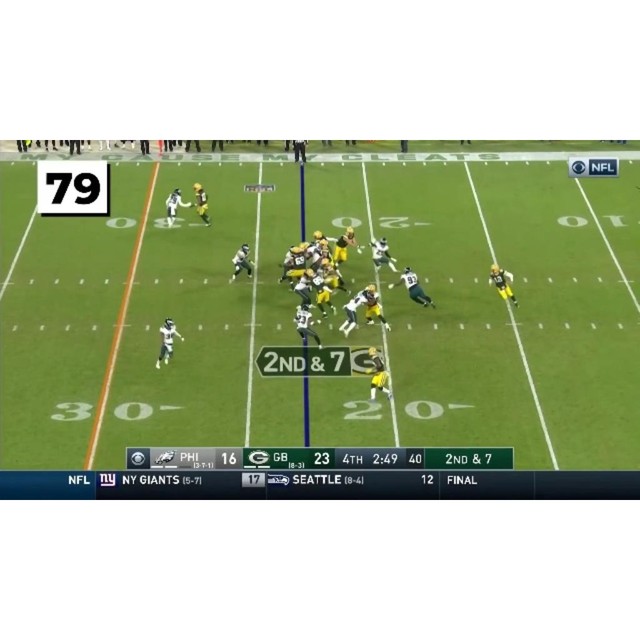 MY CAUSE MY CLEATS
79
NFL
30 20 10
2ND & 7
30 20
PHI (3-7-1) 16 GB (8-3) 23 4TH 2:49 40 2ND & 7
NFL NY GIANTS (5-7) 17 SEATTLE (8-4) 12 FINAL